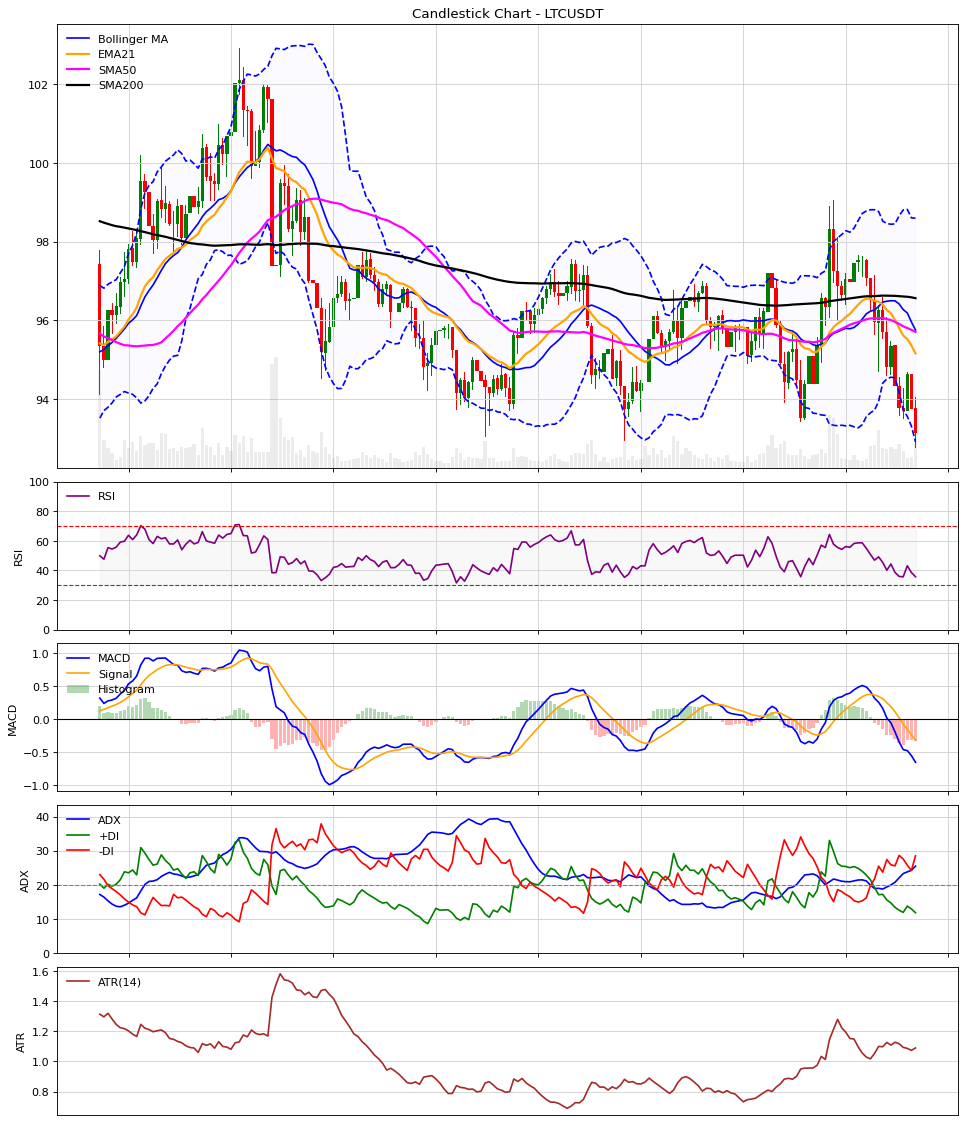 Candlestick Chart - LTCUSDT
Bollinger MA
EMA21
SMA50
SMA200
102
100
98
96
94
RSI
100
80
60
40
20
0
RSI
MACD
Signal
Histogram
1.0
0.5
0.0
−0.5
−1.0
MACD
ADX
+DI
-DI
40
30
20
10
0
ADX
ATR(14)
1.6
1.4
1.2
1.0
0.8
ATR